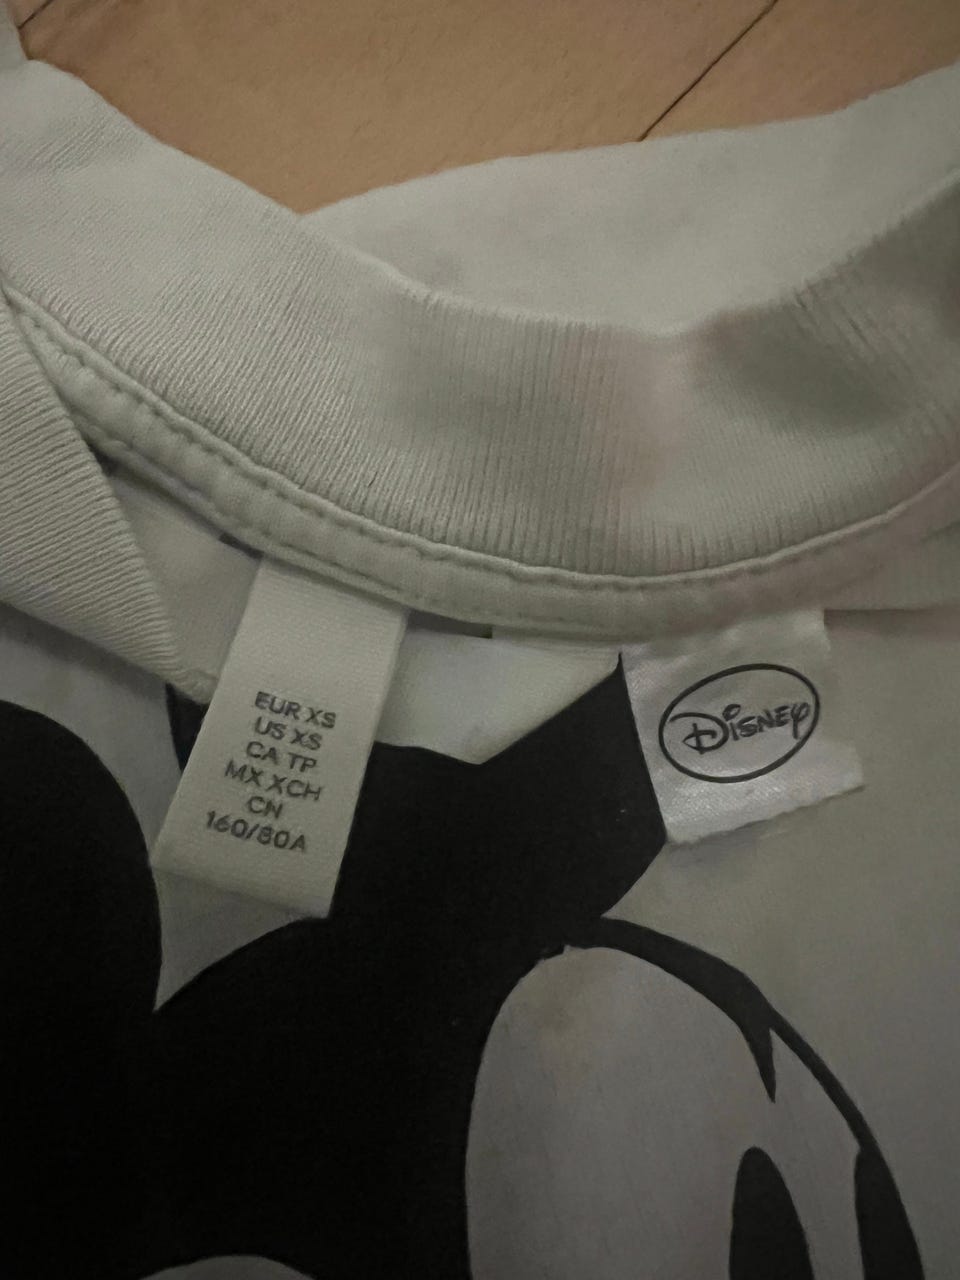 EUR XS
US XS
CA TP
MX XCH
CN
160/80A
Disney